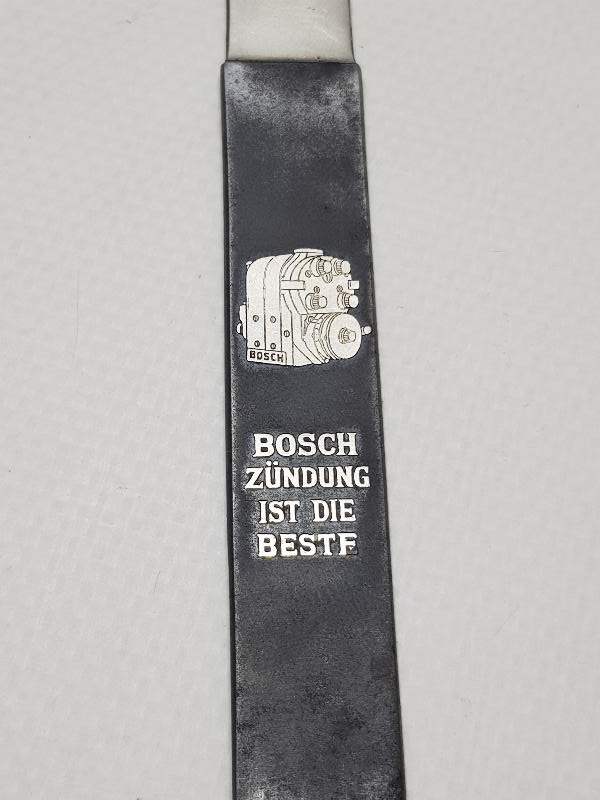 BOSCH
BOSCH
ZÜNDUNG
IST DIE
BESTE